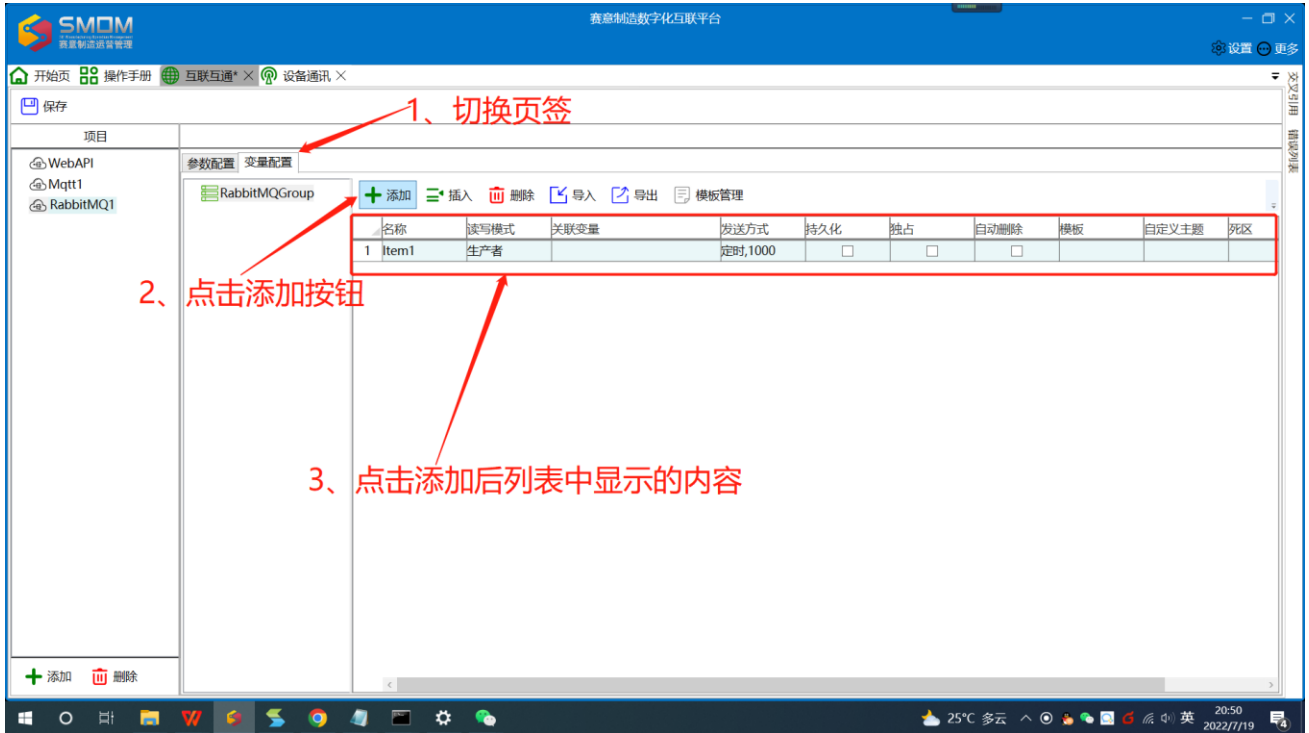 赛意制造数字化互联平台
SMOM
赛意制造运营管理
设置 更多
开始页 操作手册 互联互通* 设备通讯
交叉引用 错误列表
保存
1、切换页签
项目
WebAPI
Mqtt1
RabbitMQ1
参数配置 变量配置
RabbitMQGroup
添加 插入 删除 导入 导出 模板管理
名称 读写模式 关联变量 发送方式 持久化 独占 自动删除 模板 自定义主题 死区
1 Item1 生产者 定时,1000
2、点击添加按钮
3、点击添加后列表中显示的内容
添加 删除
25°C 多云 英 20:50
2022/7/19
4